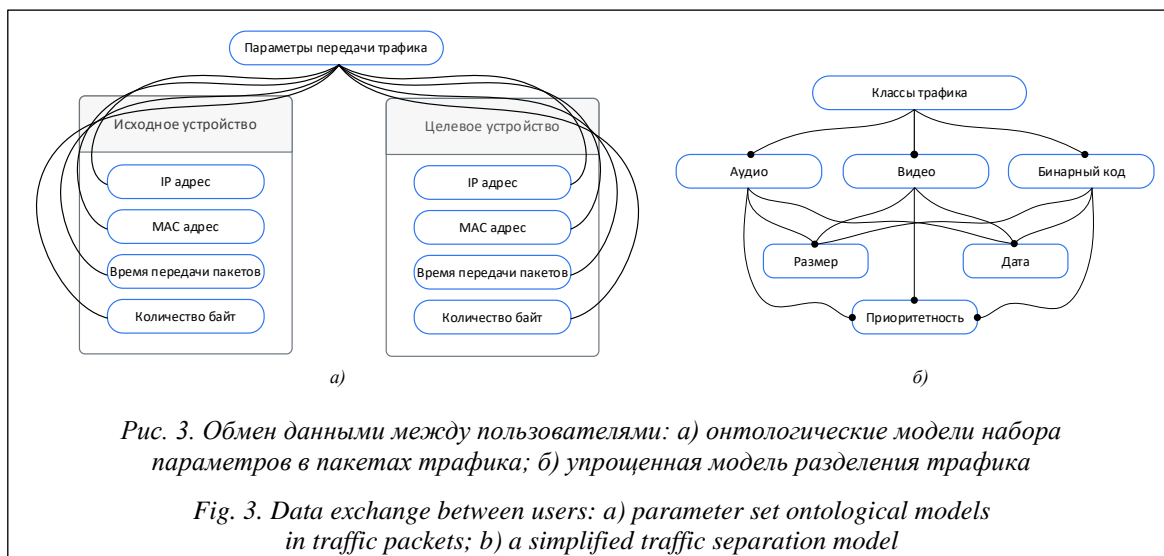 Параметры передачи трафика
Исходное устройство
IP адрес
MAC адрес
Время передачи пакетов
Количество байт
Целевое устройство
IP адрес
MAC адрес
Время передачи пакетов
Количество байт
а)
Классы трафика
Аудио
Видео
Бинарный код
Размер
Дата
Приоритетность
б)
Рис. 3. Обмен данными между пользователями: а) онтологические модели набора
параметров в пакетах трафика; б) упрощенная модель разделения трафика
Fig. 3. Data exchange between users: a) parameter set ontological models
in traffic packets; b) a simplified traffic separation model